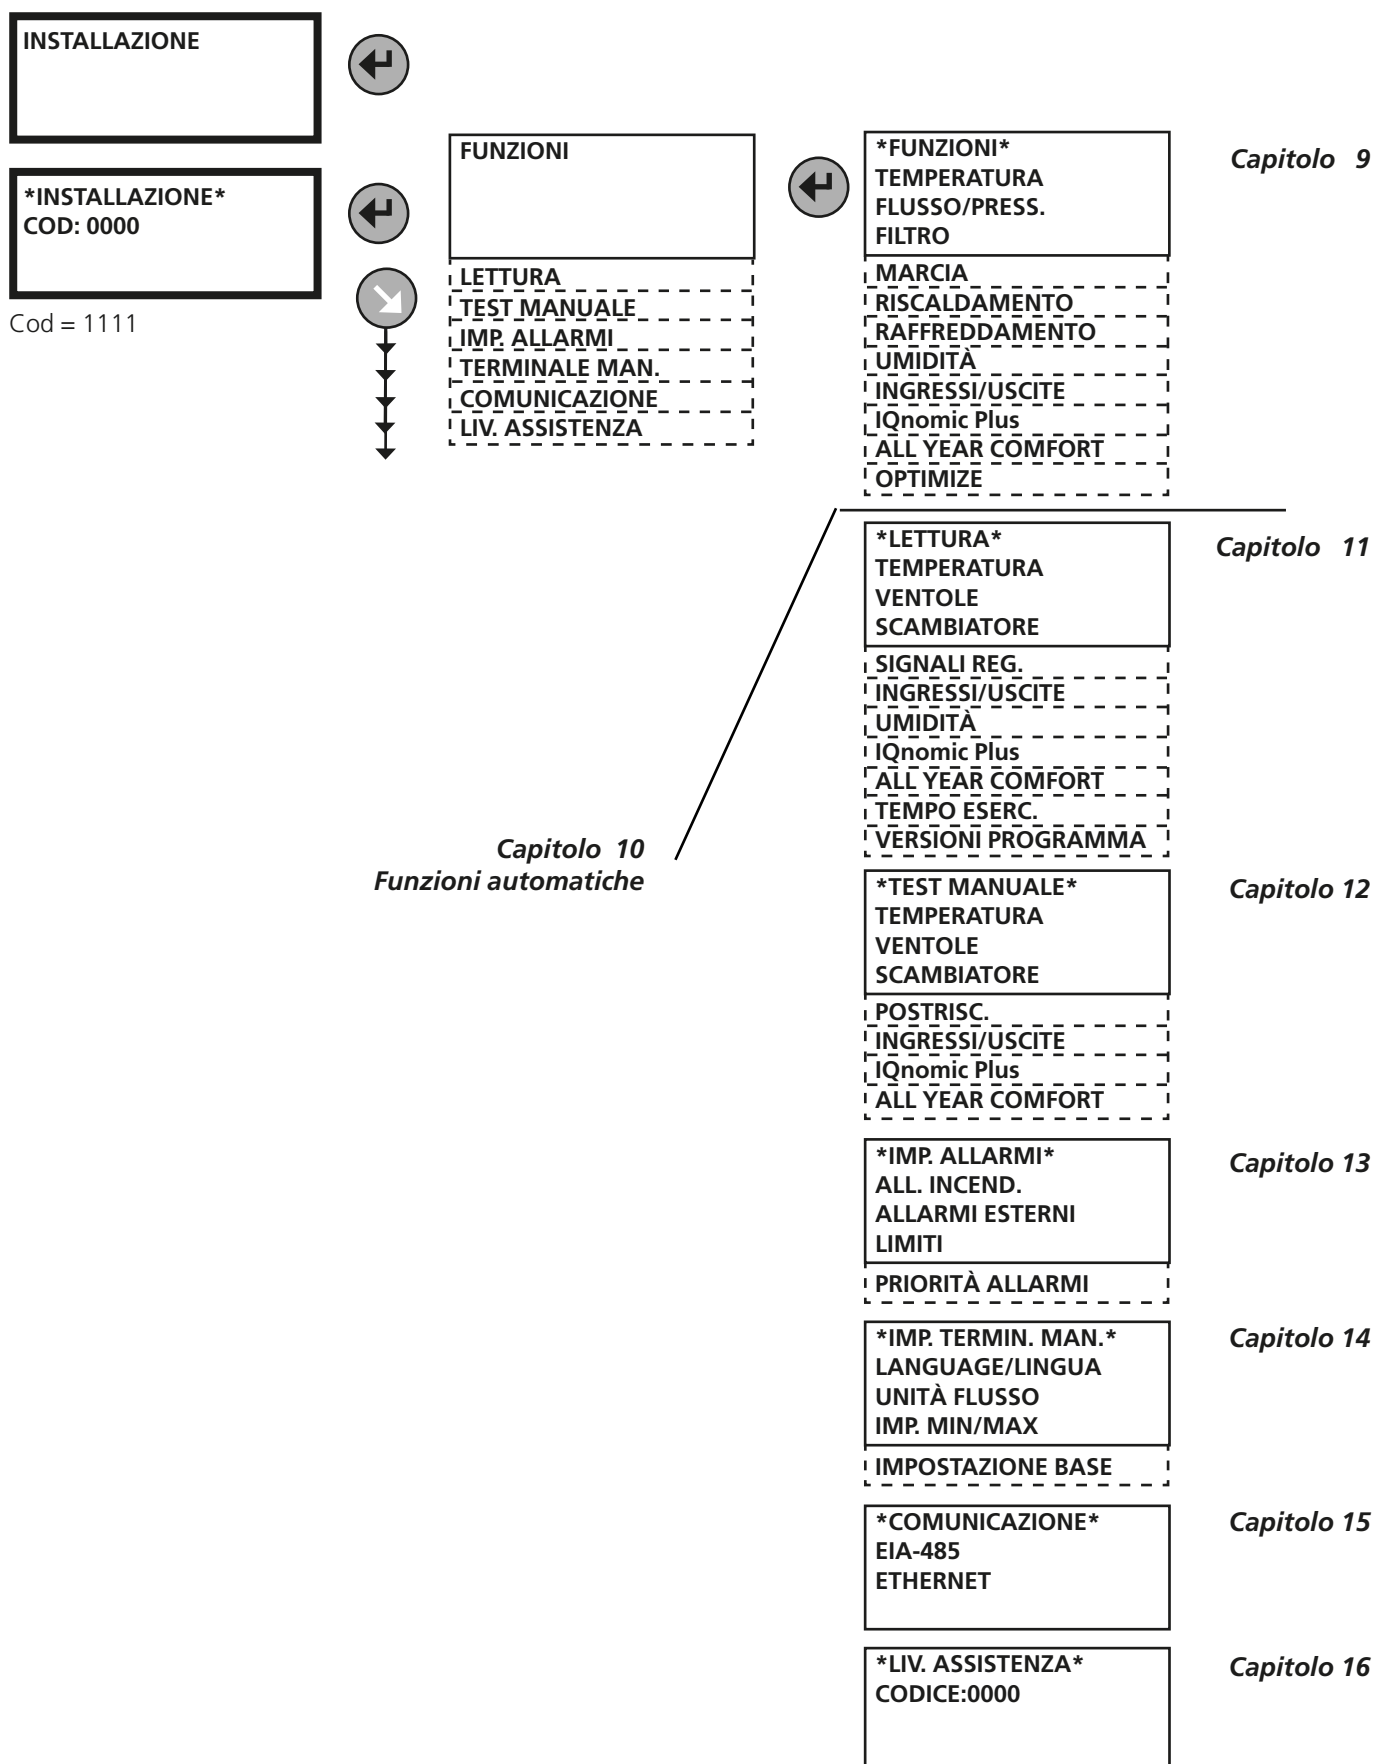 INSTALLAZIONE
*INSTALLAZIONE*
COD: 0000
Cod = 1111
FUNZIONI
LETTURA
TEST MANUALE
IMP. ALLARMI
TERMINALE MAN.
COMUNICAZIONE
LIV. ASSISTENZA
*FUNZIONI*
TEMPERATURA
FLUSSO/PRESS.
FILTRO
MARCIA
RISCALDAMENTO
RAFFREDDAMENTO
UMIDITÀ
INGRESSI/USCITE
IQnomic Plus
ALL YEAR COMFORT
OPTIMIZE
Capitolo 9
Capitolo 10
Funzioni automatiche
*LETTURA*
TEMPERATURA
VENTOLE
SCAMBIATORE
SIGNALI REG.
INGRESSI/USCITE
UMIDITÀ
IQnomic Plus
ALL YEAR COMFORT
TEMPO ESERC.
VERSIONI PROGRAMMA
Capitolo 11
*TEST MANUALE*
TEMPERATURA
VENTOLE
SCAMBIATORE
POSTRISC.
INGRESSI/USCITE
IQnomic Plus
ALL YEAR COMFORT
Capitolo 12
*IMP. ALLARMI*
ALL. INCEND.
ALLARMI ESTERNI
LIMITI
PRIORITÀ ALLARMI
Capitolo 13
*IMP. TERMIN. MAN.*
LANGUAGE/LINGUA
UNITÀ FLUSSO
IMP. MIN/MAX
IMPOSTAZIONE BASE
Capitolo 14
*COMUNICAZIONE*
EIA-485
ETHERNET
Capitolo 15
*LIV. ASSISTENZA*
CODICE:0000
Capitolo 16